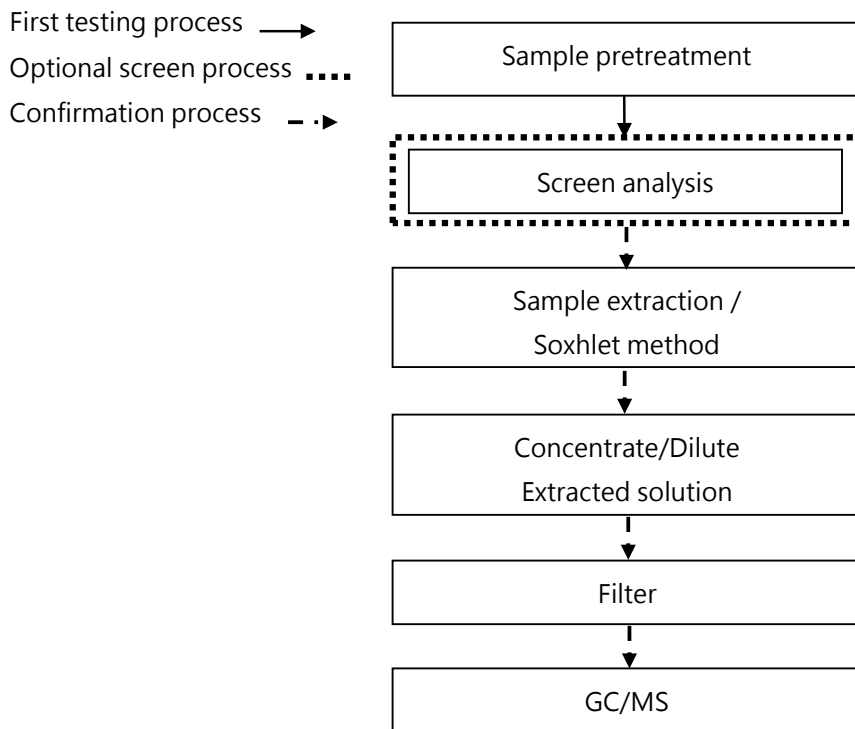 First testing process
Optional screen process
Confirmation process
Sample pretreatment
Screen analysis
Sample extraction /
Soxhlet method
Concentrate/Dilute
Extracted solution
Filter
GC/MS